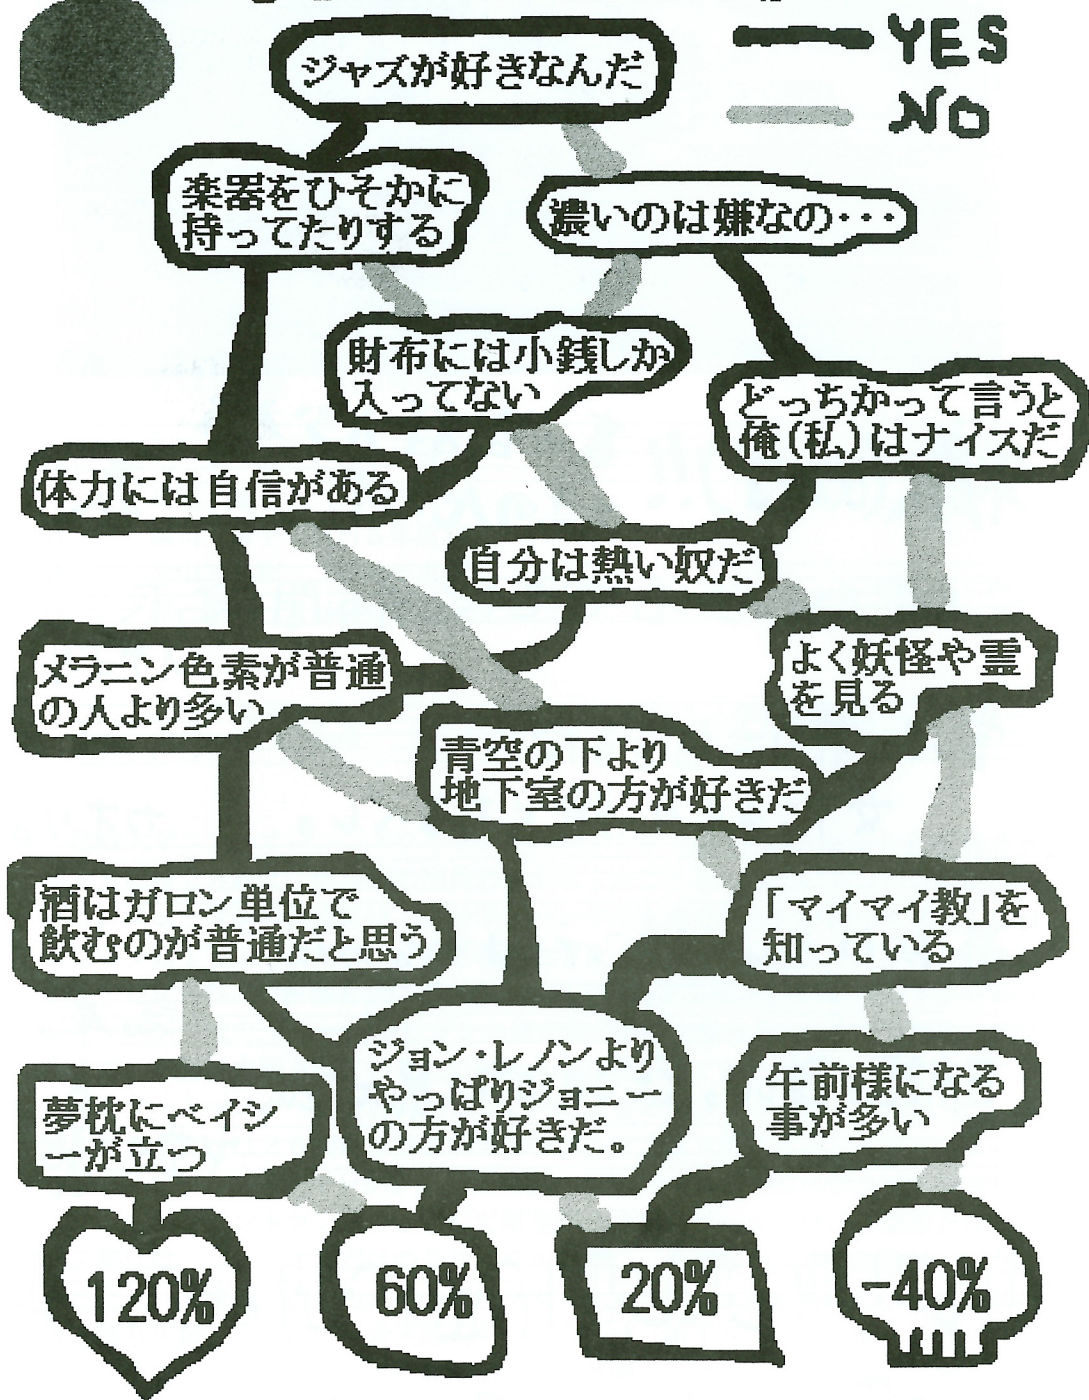 YES
NO
ジャズが好きなんだ
楽器をひそかに
持ってたりする
濃いのは嫌なの・・・
財布には小銭しか
入ってない
どっちかって言うと
俺(私)はナイスだ
体力には自信がある
自分は熱い奴だ
メラニン色素が普通
の人より多い
よく妖怪や霊
を見る
青空の下より
地下室の方が好きだ
酒はガロン単位で
飲むのが普通だと思う
「マイマイ教」を
知っている
ジョン・レノンより
やっぱりジョニー
の方が好きだ。
午前様になる
事が多い
夢枕にベイシ
ーが立つ
120%
60%
20%
-40%